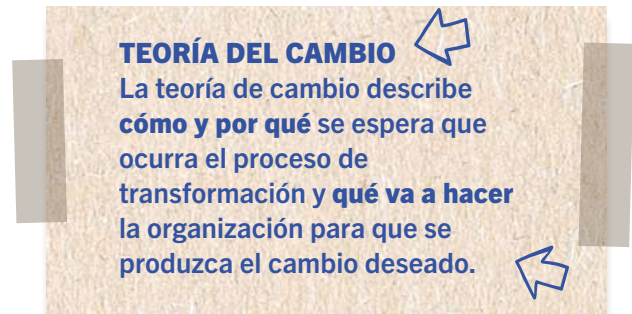 TEORÍA DEL CAMBIO
La teoría de cambio describe
cómo y por qué se espera que
ocurra el proceso de
transformación y qué va a hacer
la organización para que se
produzca el cambio deseado.